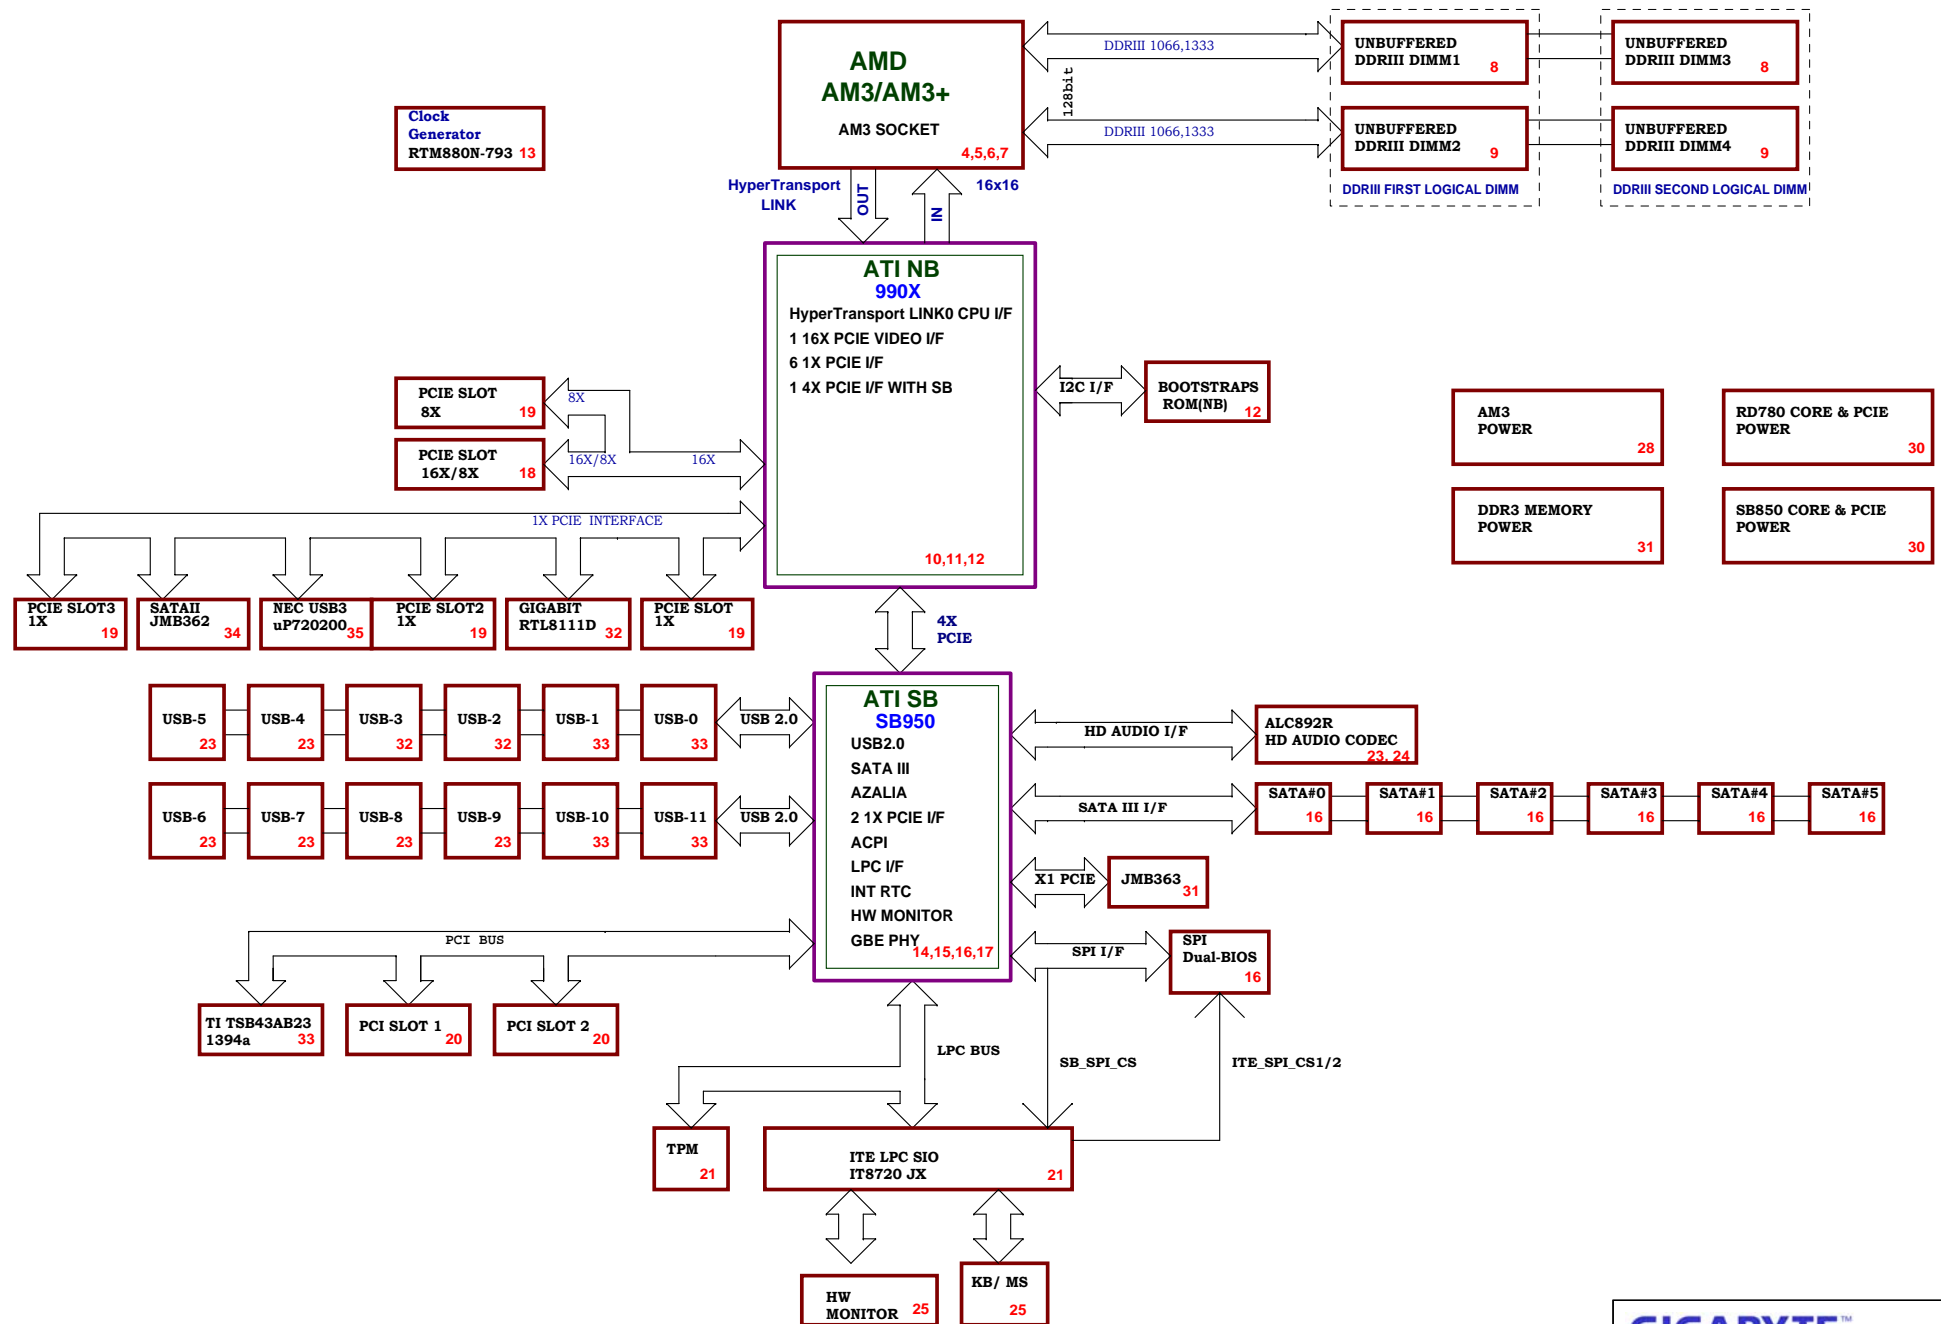 AMD
AM3/AM3+
AM3 SOCKET
4,5,6,7
DDRIII 1066,1333
128bit
DDRIII 1066,1333
UNBUFFERED
DDRIII DIMM1
8
UNBUFFERED
DDRIII DIMM3
8
UNBUFFERED
DDRIII DIMM2
9
UNBUFFERED
DDRIII DIMM4
9
DDRIII FIRST LOGICAL DIMM
DDRIII SECOND LOGICAL DIMM
Clock
Generator
RTM880N-793
13
HyperTransport
LINK
OUT
IN
16x16
ATI NB
990X
HyperTransport LINK0 CPU I/F
1 16X PCIE VIDEO I/F
6 1X PCIE I/F
1 4X PCIE I/F WITH SB
10,11,12
I2C I/F
BOOTSTRAPS
ROM(NB)
12
PCIE SLOT
8X
19
8X
PCIE SLOT
16X/8X
18
16X/8X
16X
AM3
POWER
28
RD780 CORE & PCIE
POWER
30
DDR3 MEMORY
POWER
31
SB850 CORE & PCIE
POWER
30
1X PCIE INTERFACE
PCIE SLOT3
1X
19
SATAII
JMB362
34
NEC USB3
uP720200
35
PCIE SLOT2
1X
19
GIGABIT
RTL8111D
32
PCIE SLOT
1X
19
4X
PCIE
ATI SB
SB950
USB2.0
SATA III
AZALIA
2 1X PCIE I/F
ACPI
LPC I/F
INT RTC
HW MONITOR
GBE PHY
14,15,16,17
USB-5
23
USB-4
23
USB-3
32
USB-2
32
USB-1
33
USB-0
33
USB 2.0
USB-6
23
USB-7
23
USB-8
23
USB-9
23
USB-10
33
USB-11
33
USB 2.0
HD AUDIO I/F
ALC892R
HD AUDIO CODEC
23, 24
SATA III I/F
SATA#0
16
SATA#1
16
SATA#2
16
SATA#3
16
SATA#4
16
SATA#5
16
X1 PCIE
JMB363
31
SPI I/F
SPI
Dual-BIOS
16
PCI BUS
TI TSB43AB23
1394a
33
PCI SLOT 1
20
PCI SLOT 2
20
LPC BUS
SB_SPI_CS
ITE_SPI_CS1/2
TPM
21
ITE LPC SIO
IT8720 JX
21
HW
MONITOR
25
KB/ MS
25
GIGABYTE™